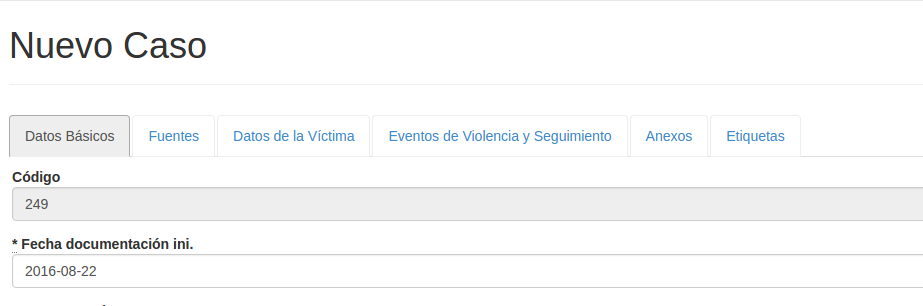 Nuevo Caso
Datos Básicos Fuentes Datos de la Víctima Eventos de Violencia y Seguimiento Anexos Etiquetas
Código
249
* Fecha documentación ini.
2016-08-22